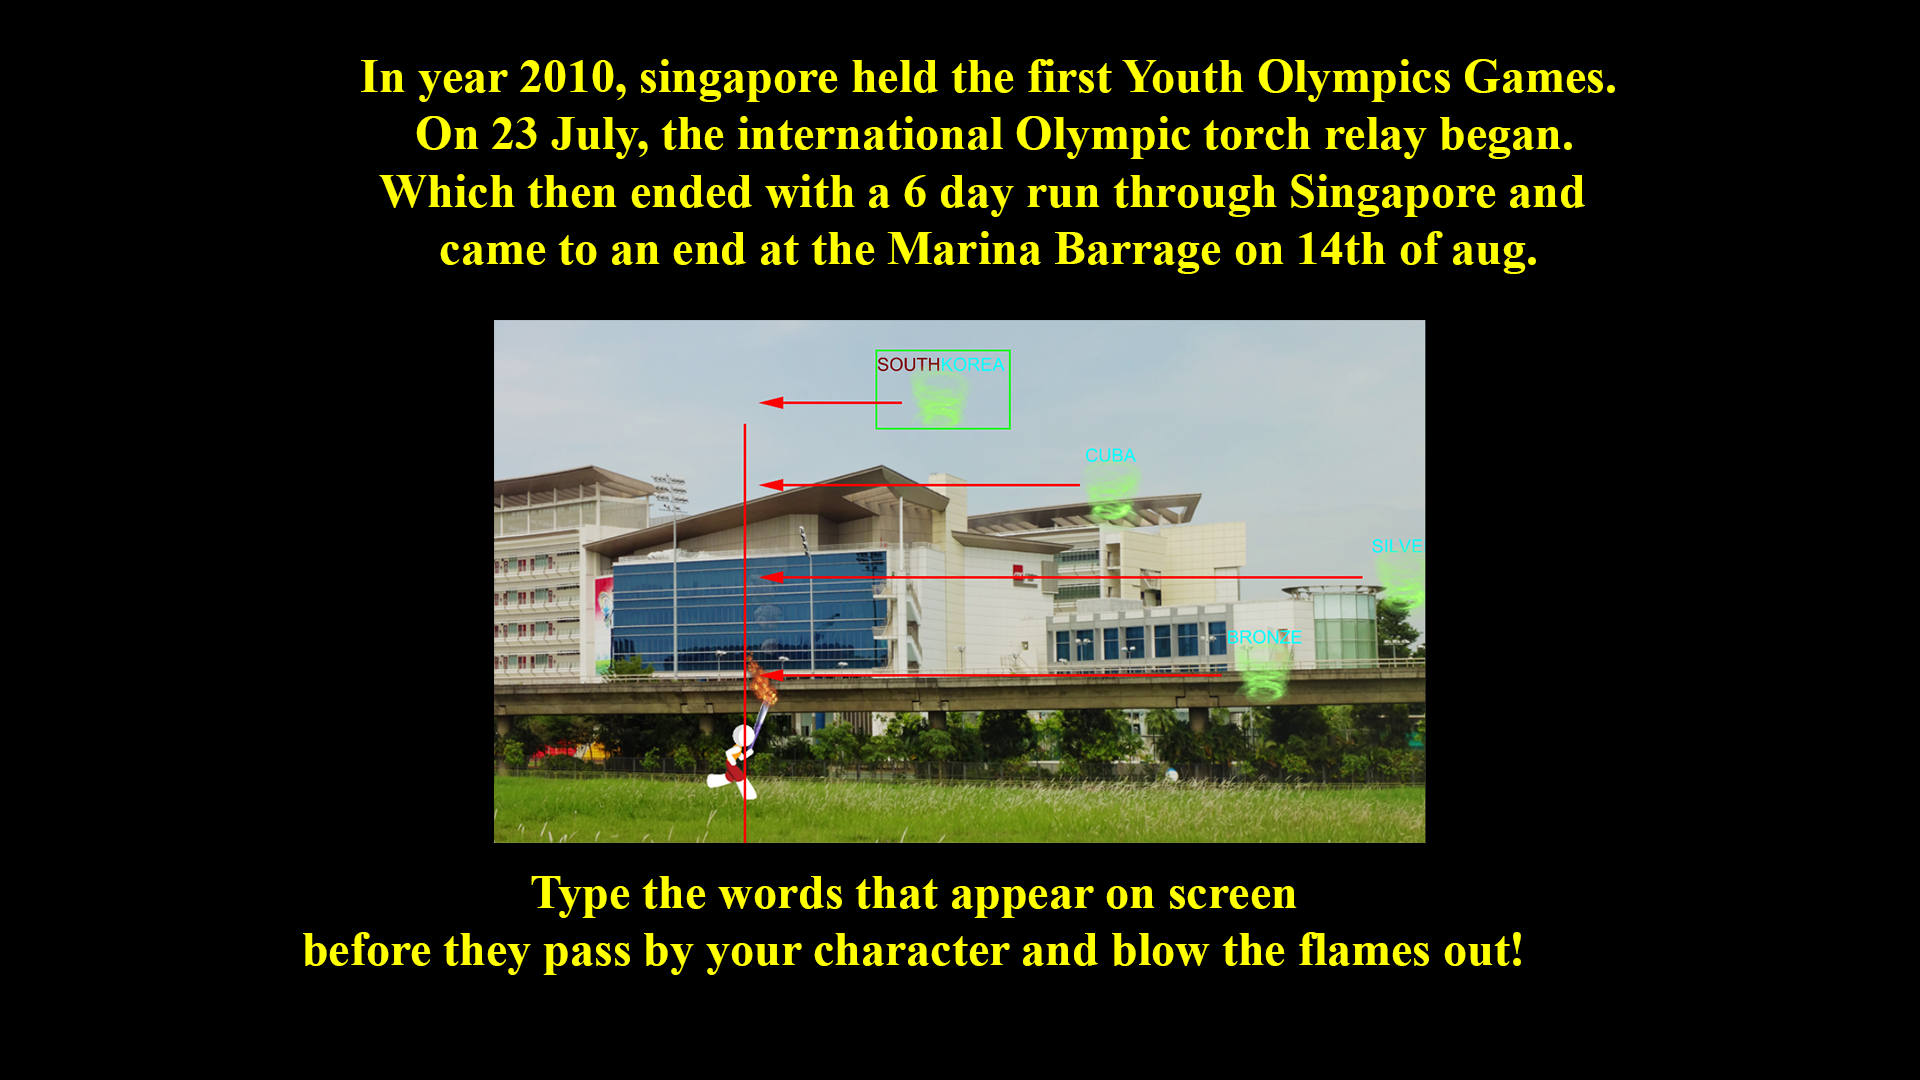 In year 2010, singapore held the first Youth Olympics Games.
On 23 July, the international Olympic torch relay began.
Which then ended with a 6 day run through Singapore and
came to an end at the Marina Barrage on 14th of aug.
SOUTHKOREA
CUBA
SILVE
BRONZE
Type the words that appear on screen
before they pass by your character and blow the flames out!